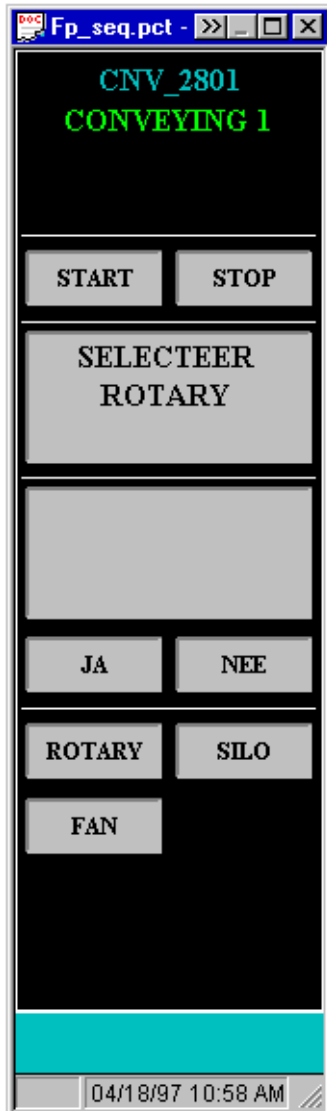 DOC
Fp_seq.pct -
CNV_2801
CONVEYING 1
START STOP
SELECTEER
ROTARY
JA NEE
ROTARY SILO
FAN
04/18/97 10:58 AM